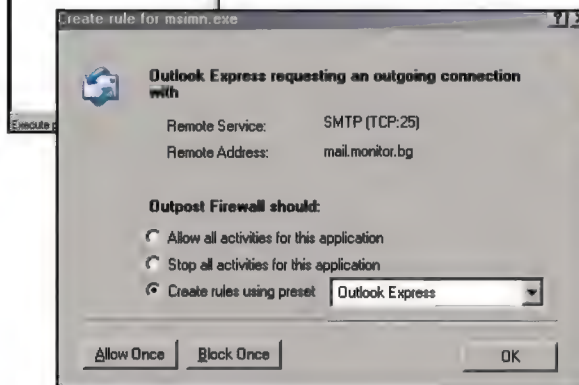 Create rule for msimn.exe
Outlook Express requesting an outgoing connection
with
Remote Service: SMTP (TCP:25)
Remote Address: mail.monitor.bg
Outpost Firewall should:
Allow all activities for this application
Stop all activities for this application
Create rules using preset Outlook Express
Allow Once Block Once OK
Execute